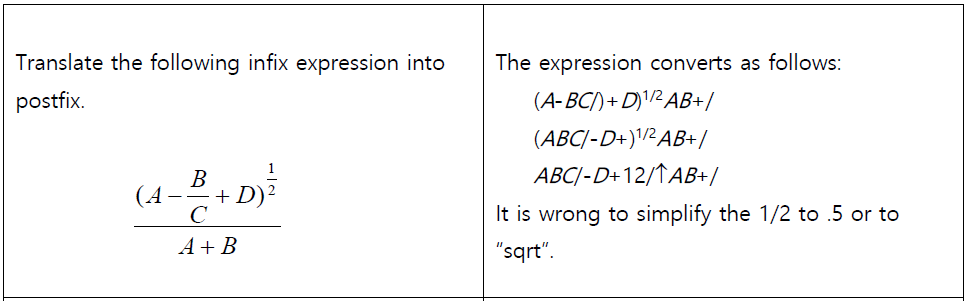 Translate the following infix expression into
postfix.
(A - B/C + D)^(1/2)
A + B
The expression converts as follows:
(A-BC/)+D)^1/2 AB+/
(ABC/-D+)^1/2 AB+/
ABC/-D+12/↑AB+/
It is wrong to simplify the 1/2 to .5 or to
"sqrt".